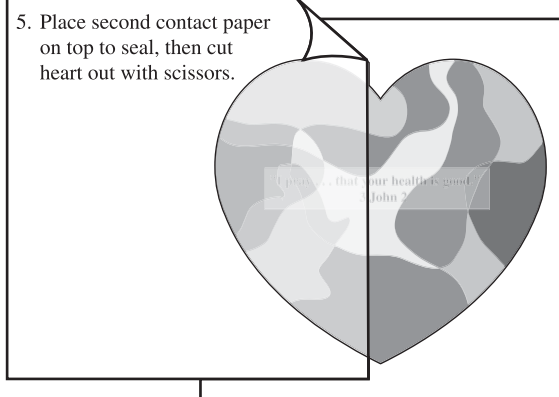 5. Place second contact paper
on top to seal, then cut
heart out with scissors.
I pray . . . that your health is good
3 John 2